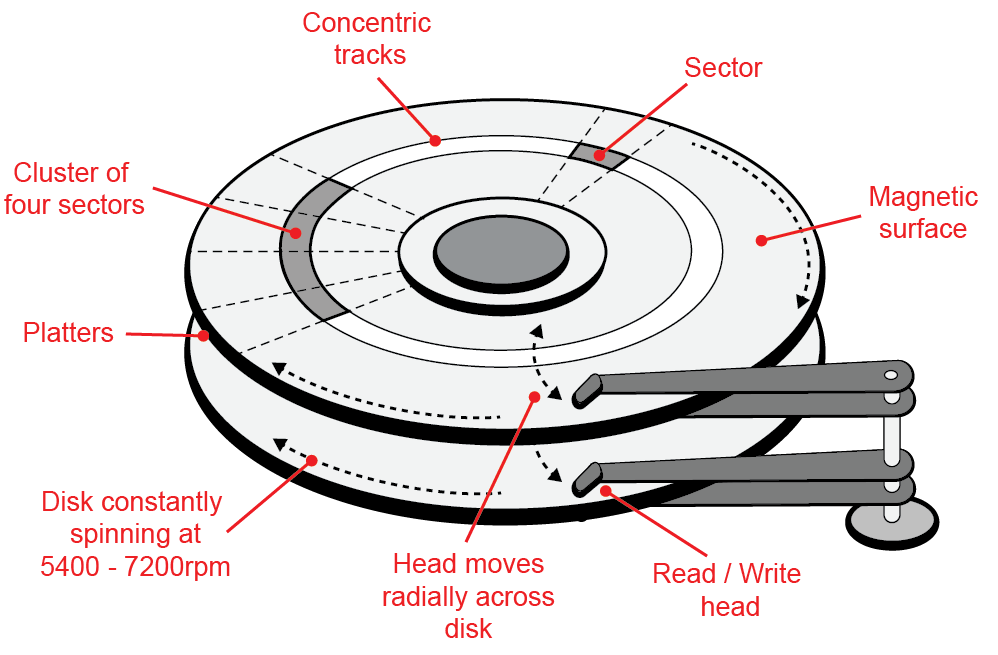 Concentric
tracks
Sector
Cluster of
four sectors
Magnetic
surface
Platters
Disk constantly
spinning at
5400 - 7200rpm
Head moves
radially across
disk
Read / Write
head